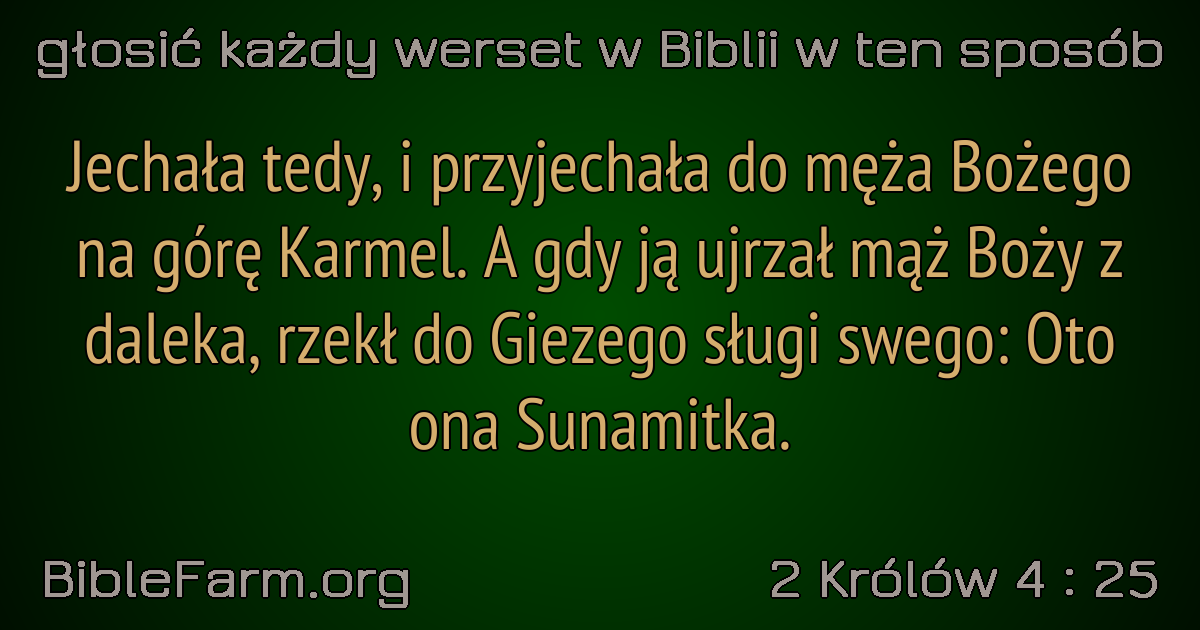 głosić każdy werset w Biblii w ten sposób
Jechała tedy, i przyjechała do męża Bożego
na górę Karmel. A gdy ją ujrzał mąż Boży z
daleka, rzekł do Giezego sługi swego: Oto
ona Sunamitka.
BibleFarm.org
2 Królów 4 : 25